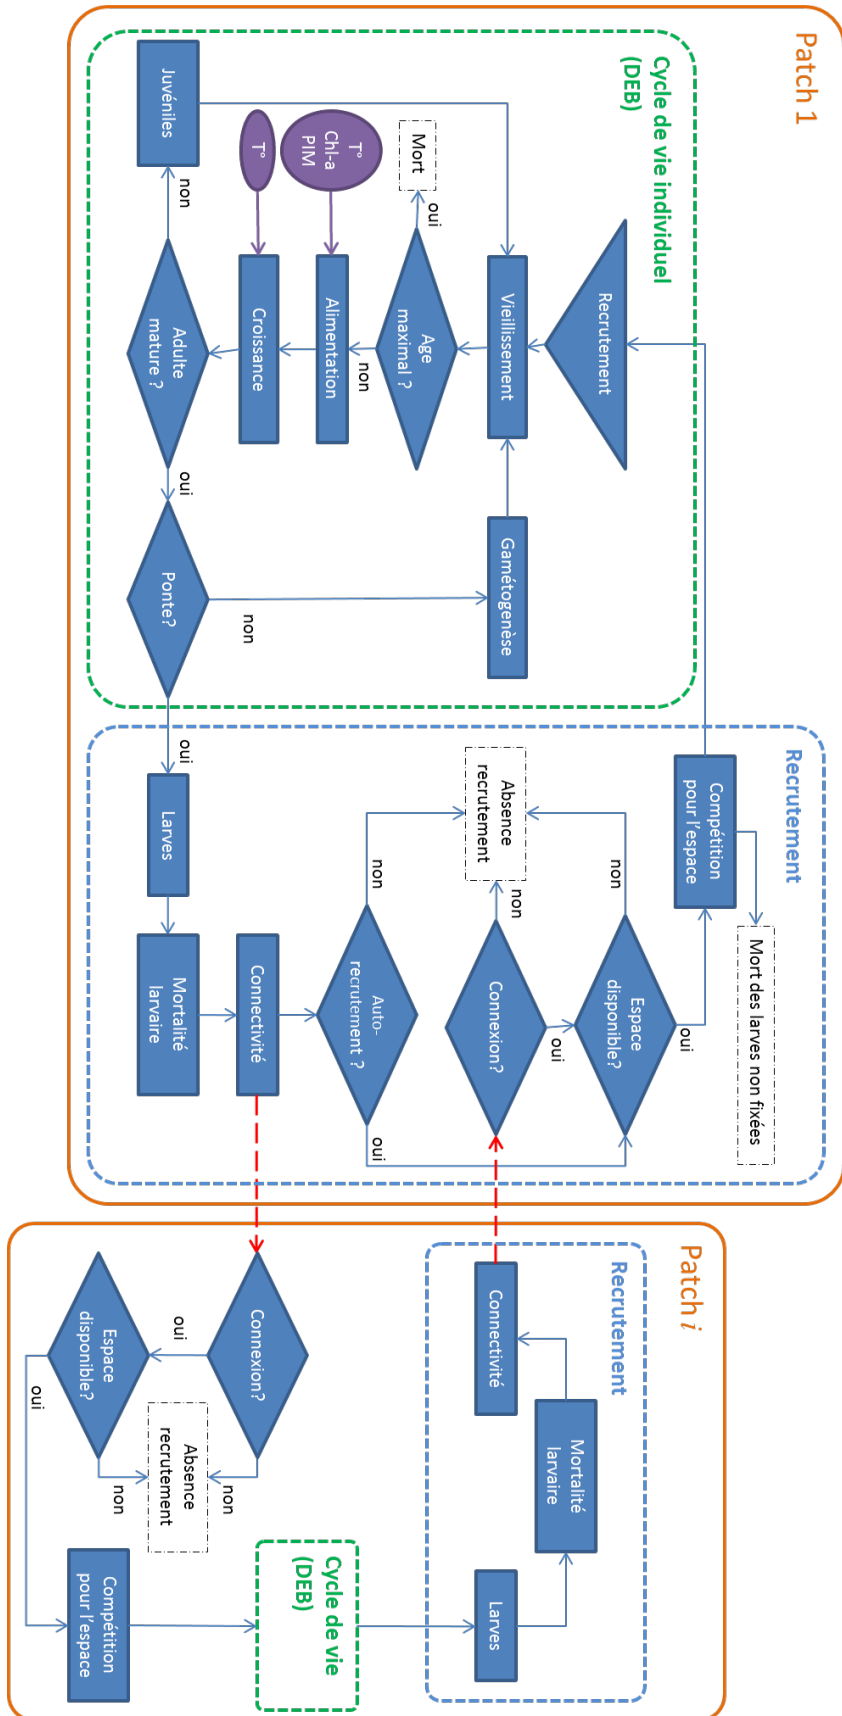 Patch 1
Cycle de vie individuel
(DEB)
Recrutement
Vieillissement
Age
maximal ?
oui
Mort
non
Alimentation
T°
Chl-a
PIM
Croissance
T°
Adulte
mature ?
non
Juvéniles
oui
Ponte?
non
Gamétogenèse
oui
Recrutement
Larves
Mortalité
larvaire
Connectivité
Auto-
recrutement ?
non
oui
Absence
recrutement
Connexion?
non
oui
Espace
disponible?
non
oui
Compétition
pour l'espace
Mort des larves non fixées
Patch i
Recrutement
Connectivité
Mortalité
larvaire
Larves
Connexion?
oui
non
Espace
disponible?
non
oui
Absence
recrutement
Compétition
pour l'espace
Cycle de vie
(DEB)